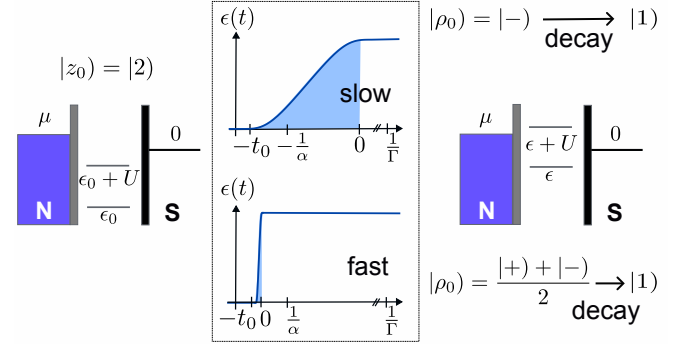 |z₀) = |2)
μ
0
ϵ₀ + U
ϵ₀
N
S
ϵ(t)
slow
−t₀ −1/α 0 1/Γ
ϵ(t)
fast
−t₀ 0 1/α 1/Γ
|ρ₀) = |−) ⟶ |1)
decay
μ
0
ϵ + U
ϵ
N
S
|ρ₀) = |+) + |−) / 2 ⟶ |1)
decay